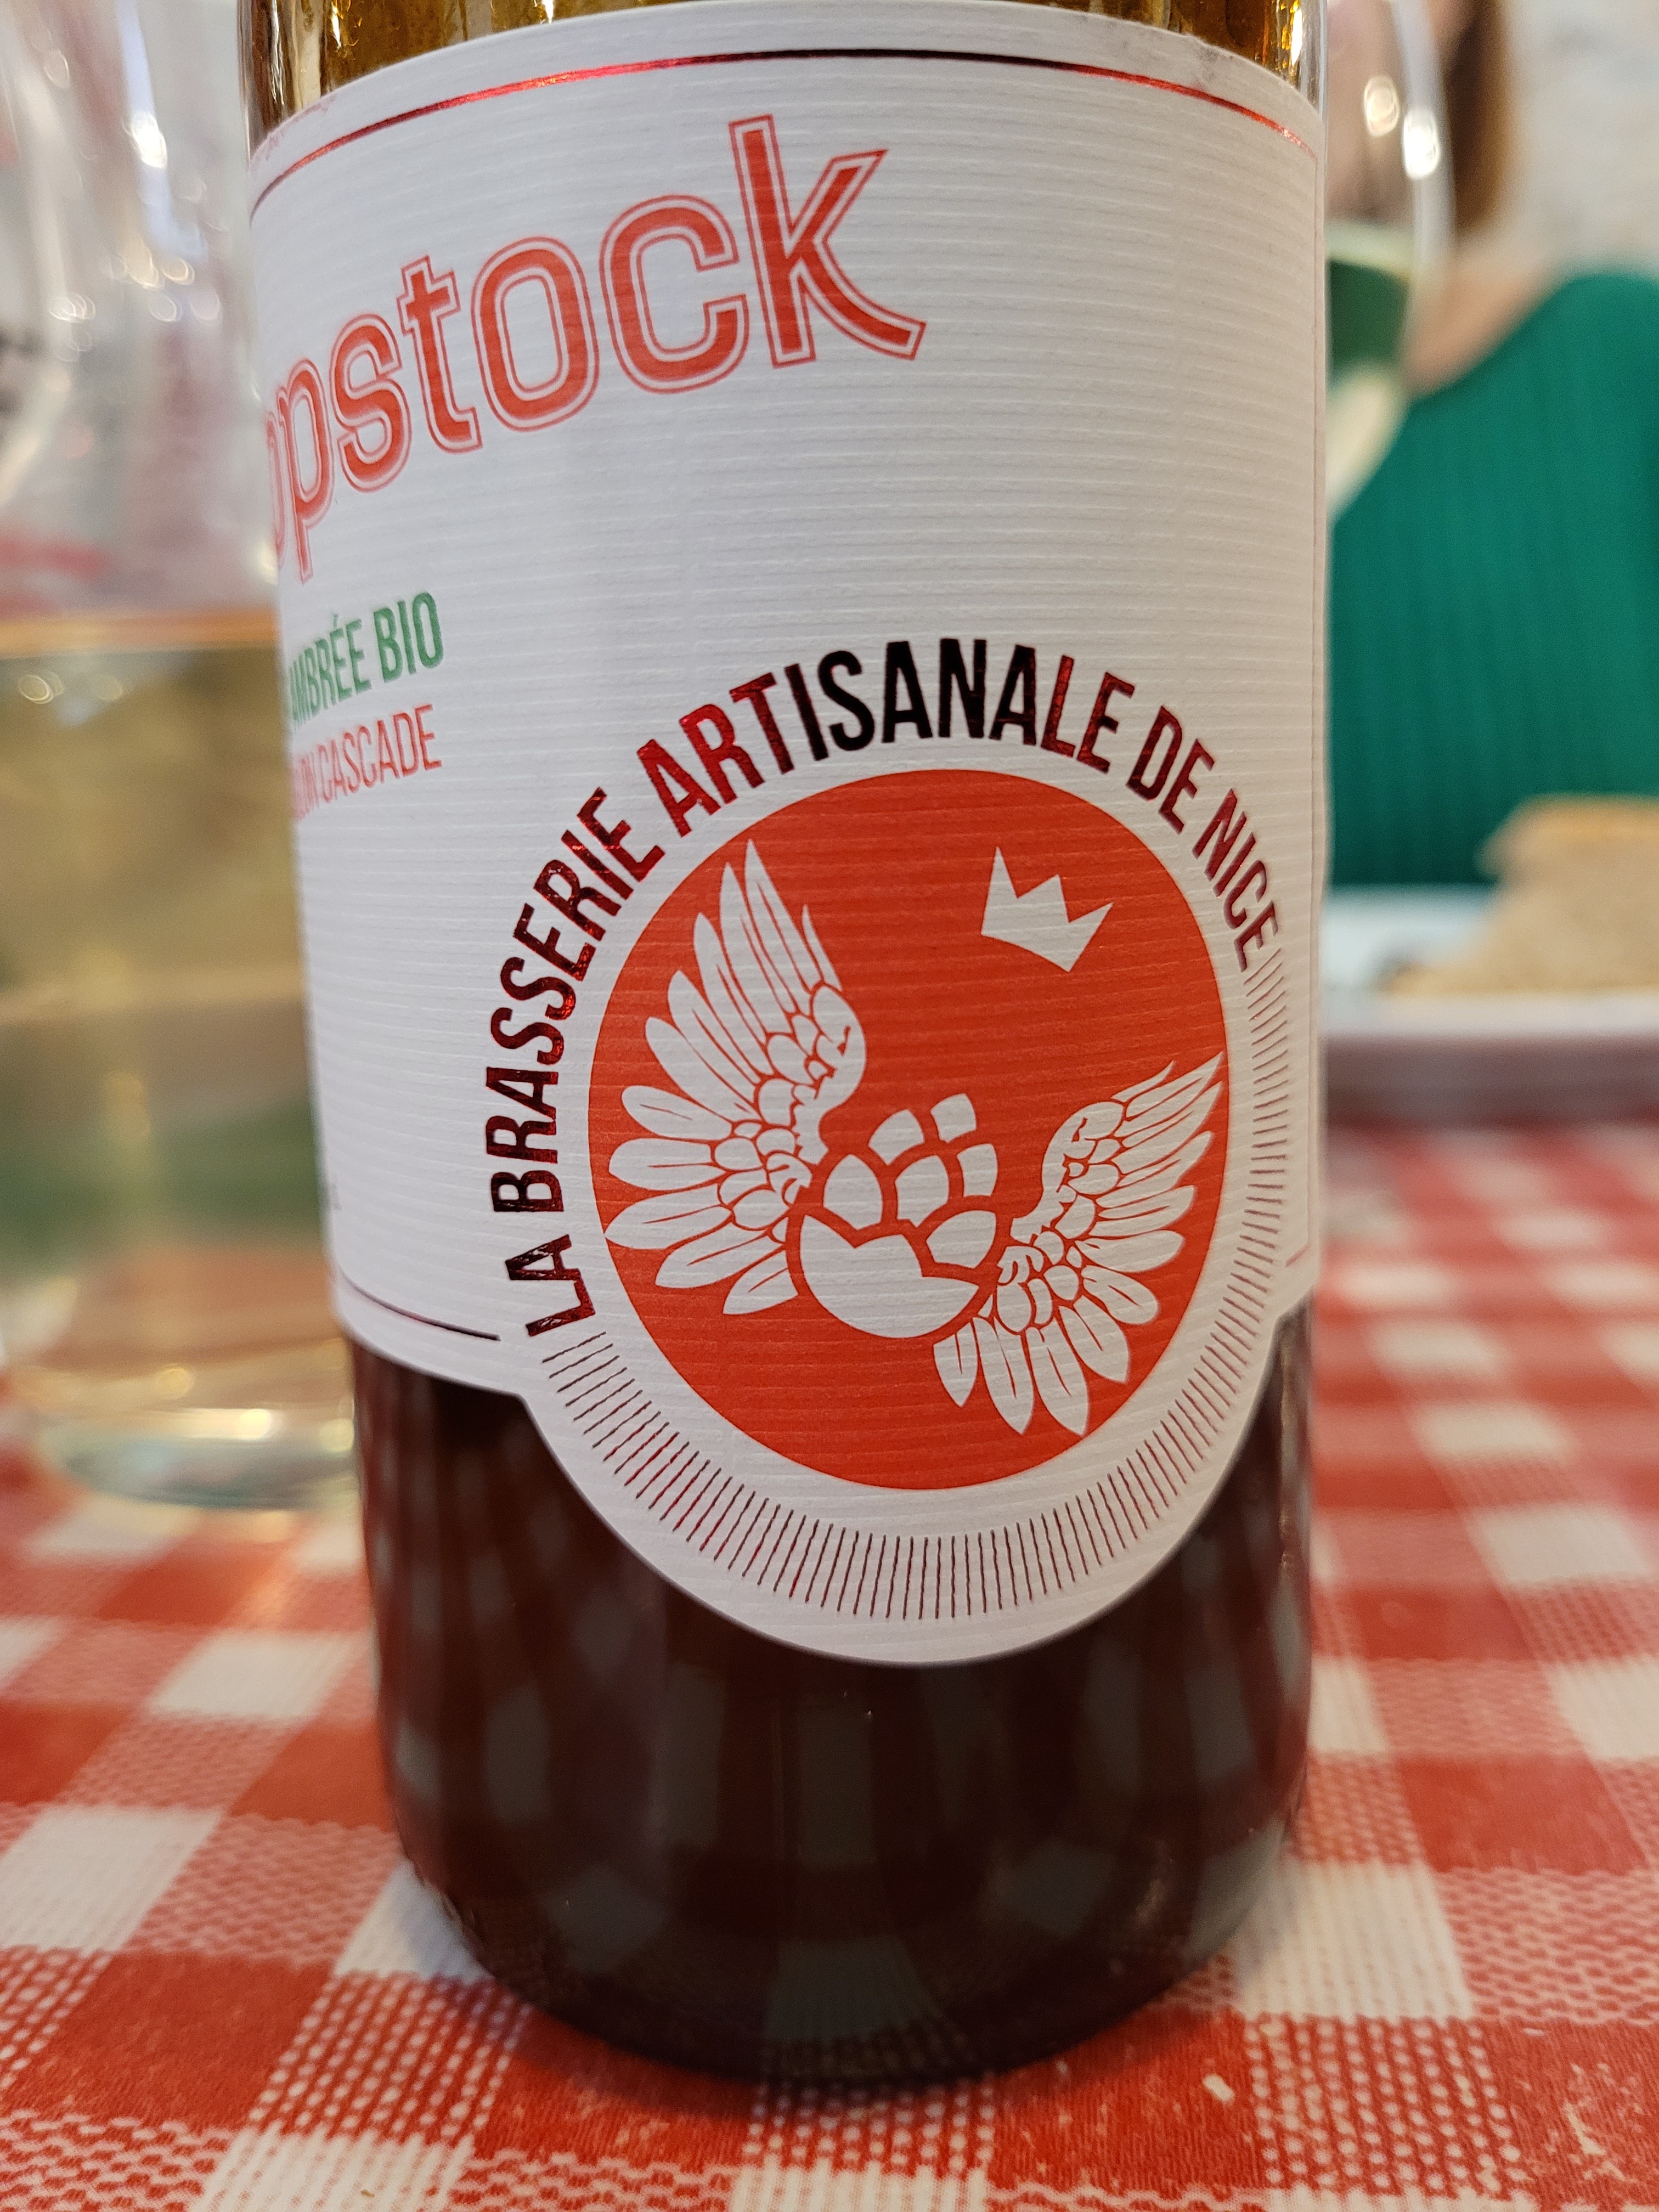 opstock
AMBRÉE BIO
CASCADE
LA BRASSERIE ARTISANALE DE NICE